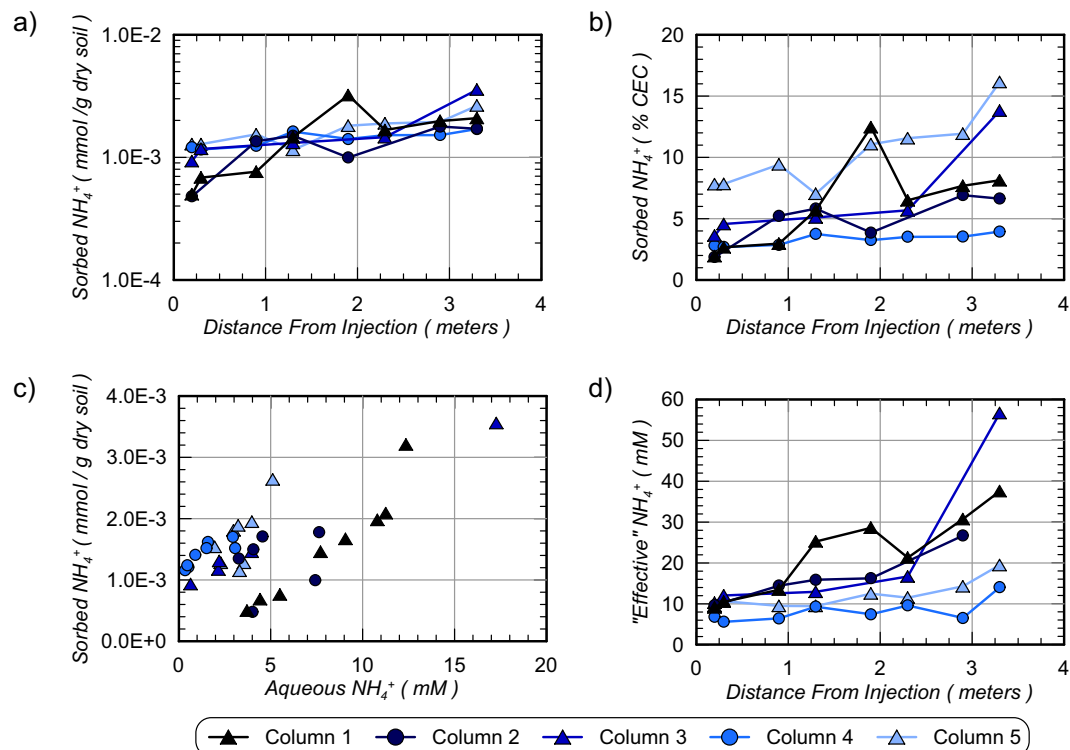 a)
Sorbed NH₄⁺ ( mmol /g dry soil )
1.0E-2
1.0E-3
1.0E-4
0 1 2 3 4
Distance From Injection ( meters )
b)
Sorbed NH₄⁺ ( % CEC )
20
15
10
5
0
0 1 2 3 4
Distance From Injection ( meters )
c)
Sorbed NH₄⁺ ( mmol / g dry soil )
4.0E-3
3.0E-3
2.0E-3
1.0E-3
0.0E+0
0 5 10 15 20
Aqueous NH₄⁺ ( mM )
d)
"Effective" NH₄⁺ ( mM )
60
50
40
30
20
10
0
0 1 2 3 4
Distance From Injection ( meters )
Column 1 Column 2 Column 3 Column 4 Column 5